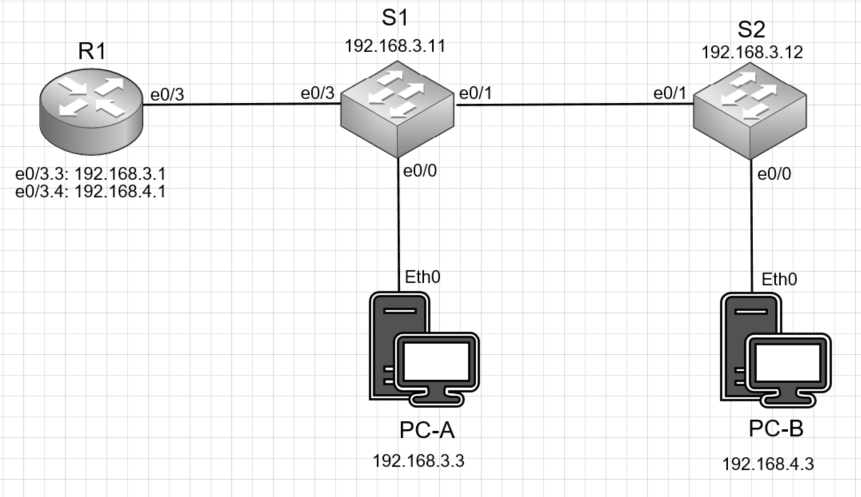 S1
192.168.3.11
S2
192.168.3.12
R1
e0/3
e0/3
e0/1
e0/1
e0/3.3: 192.168.3.1
e0/3.4: 192.168.4.1
e0/0
e0/0
Eth0
Eth0
PC-A
192.168.3.3
PC-B
192.168.4.3